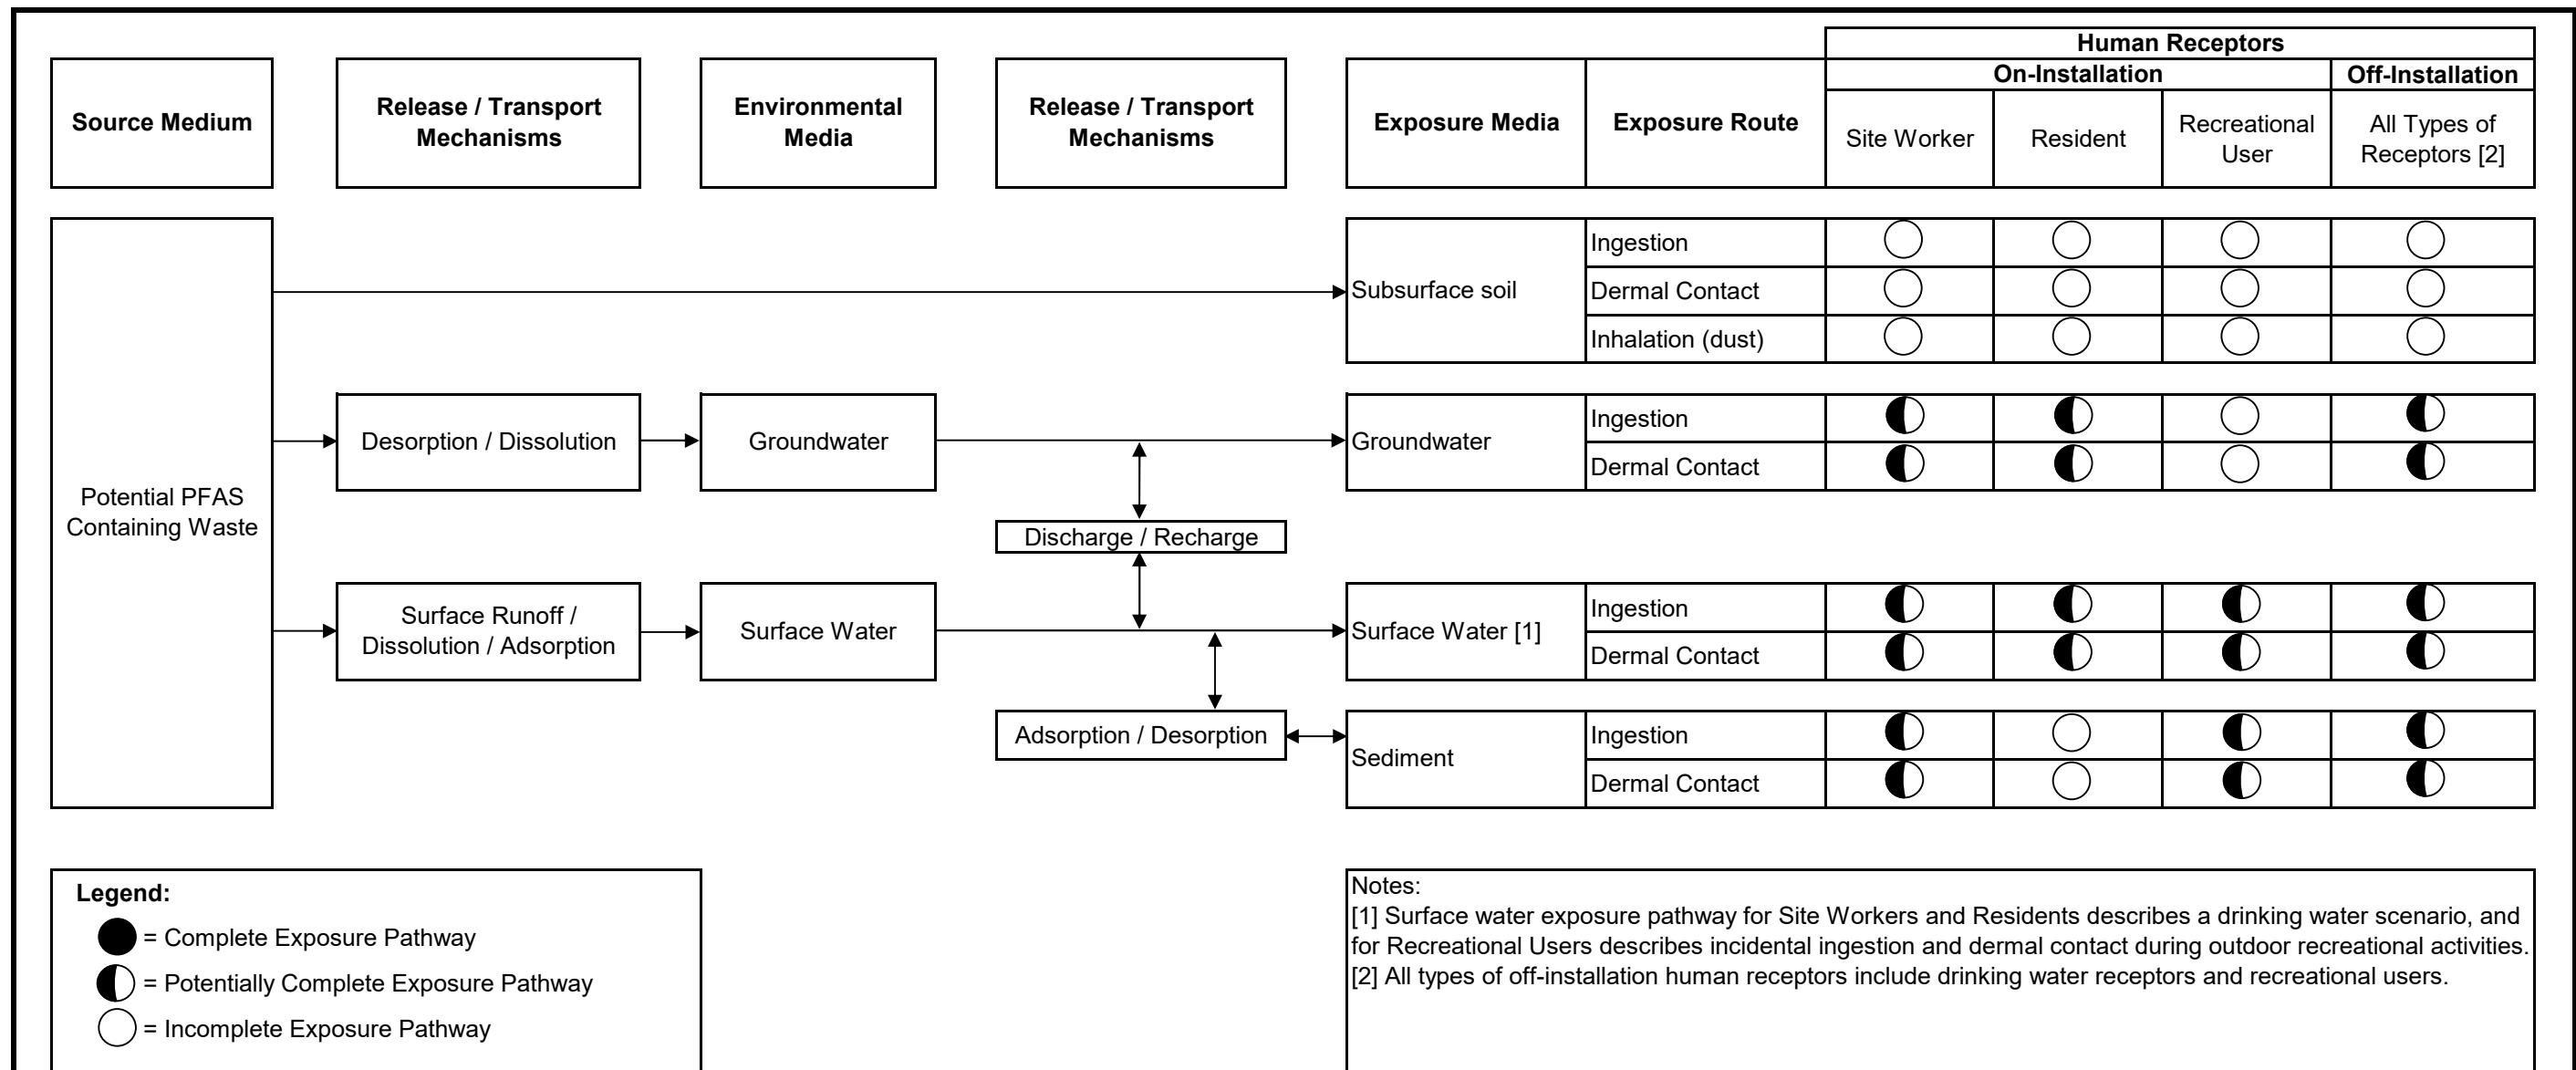 Human Receptors
On-Installation
Off-Installation
Source Medium
Release / Transport
Mechanisms
Environmental
Media
Release / Transport
Mechanisms
Exposure Media
Exposure Route
Site Worker
Resident
Recreational
User
All Types of
Receptors [2]
Potential PFAS
Containing Waste
Subsurface soil
Ingestion
Dermal Contact
Inhalation (dust)
Desorption / Dissolution
Groundwater
Groundwater
Ingestion
Dermal Contact
Discharge / Recharge
Surface Runoff /
Dissolution / Adsorption
Surface Water
Surface Water [1]
Ingestion
Dermal Contact
Adsorption / Desorption
Sediment
Ingestion
Dermal Contact
Legend:
= Complete Exposure Pathway
= Potentially Complete Exposure Pathway
= Incomplete Exposure Pathway
Notes:
[1] Surface water exposure pathway for Site Workers and Residents describes a drinking water scenario, and
for Recreational Users describes incidental ingestion and dermal contact during outdoor recreational activities.
[2] All types of off-installation human receptors include drinking water receptors and recreational users.